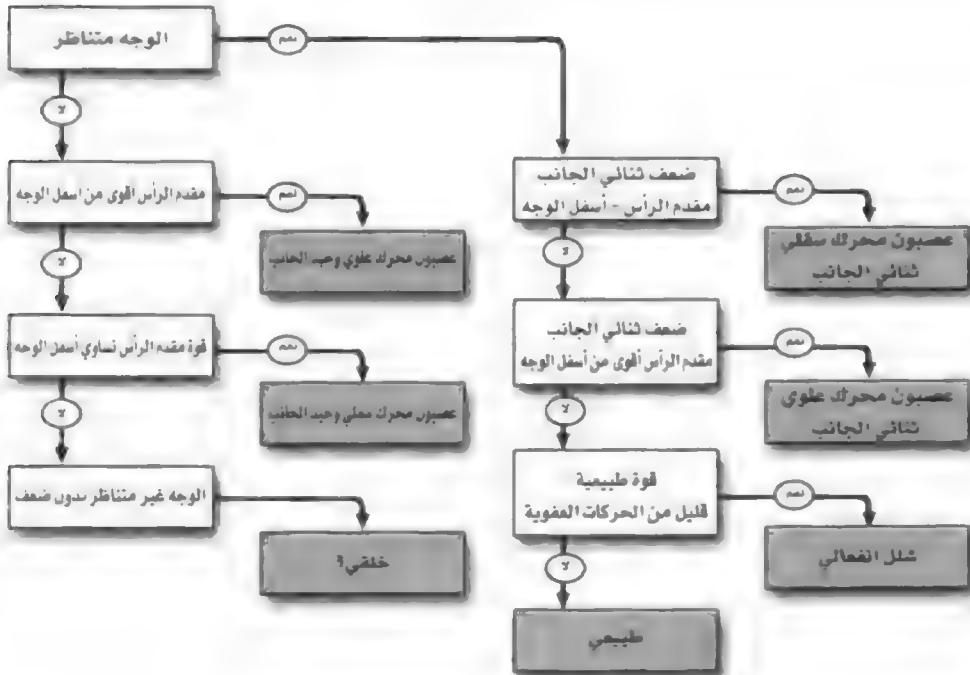 الوجه متناظر
نعم
لا
مقدم الرأس أقوى من اسفل الوجه
نعم
عصبون محرك علوي وحيد الجانب
لا
قوة مقدم الرأس تساوي أسفل الوجه
نعم
عصبون محرك سفلي وحيد الجانب
لا
الوجه غير متناظر بدون ضعف
خلقي؟
ضعف ثنائي الجانب
مقدم الرأس - أسفل الوجه
نعم
عصبون محرك سفلي
ثنائي الجانب
لا
ضعف ثنائي الجانب
مقدم الرأس أقوى من أسفل الوجه
نعم
عصبون محرك علوي
ثنائي الجانب
لا
قوة طبيعية
قليل من الحركات العفوية
نعم
شلل انفعالي
لا
طبيعي